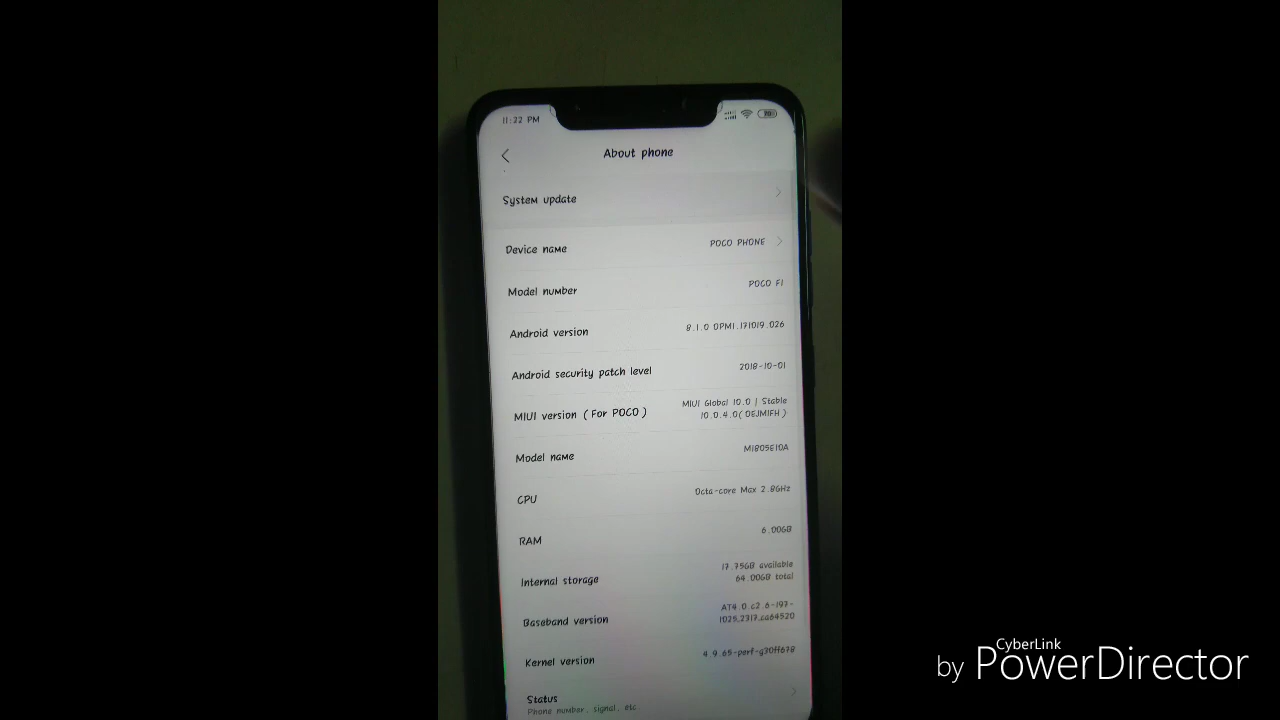 11:22 PM
About phone
System update
Device name POCO PHONE
Model number POCO F1
Android version 8.1.0 OPM1.171019.026
Android security patch level 2018-10-01
MIUI version (For POCO) MIUI Global 10.0 | Stable
10.0.4.0(OEJMIFH)
Model name M1805E10A
CPU Octa-core Max 2.8GHz
RAM 6.00GB
Internal storage 17.75GB available
64.00GB total
Baseband version AT4.0.c2.6-197-
1025_2317_ca64520
Kernel version 4.9.65-perf-g30ff678
Status
Phone number, signal, etc.
CyberLink
by PowerDirector